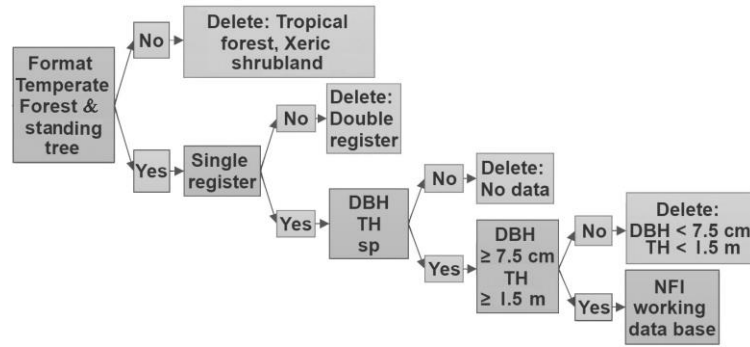 No
Delete: Tropical
forest, Xeric
shrubland
Format
Temperate
Forest &
standing
tree
Yes
Single
register
No
Delete:
Double
register
Yes
DBH
TH
sp
No
Delete:
No data
Yes
DBH
≥ 7.5 cm
TH
≥ 1.5 m
No
Delete:
DBH < 7.5 cm
TH < 1.5 m
Yes
NFI
working
data base